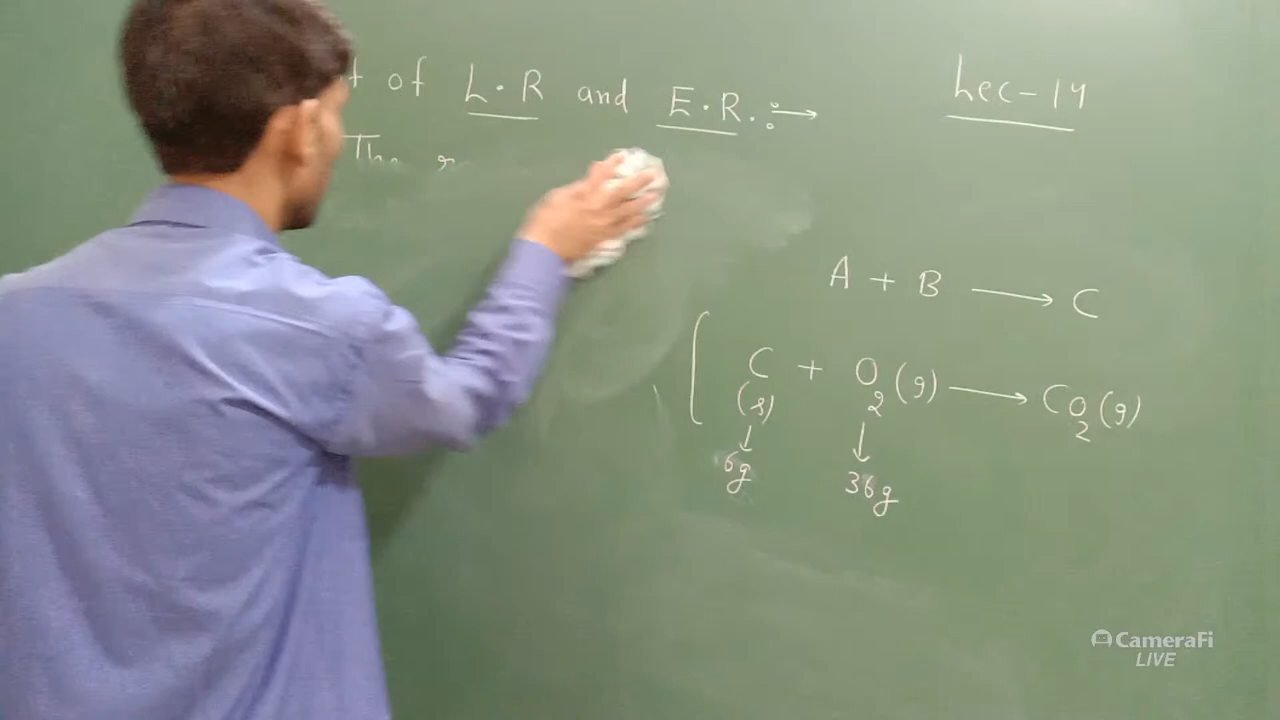 of L.R and E.R. :→
Lec-14
The
A + B → C
C (s) + O2 (g) → CO2 (g)
↓ ↓
6g 36g
CameraFi
LIVE